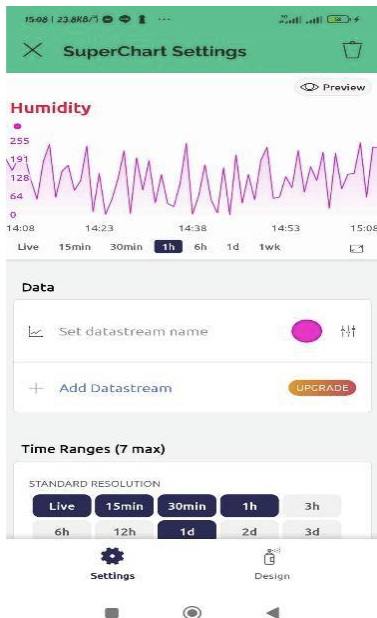 15:08 | 23.8KB/s
SuperChart Settings
Preview
Humidity
255
191
128
64
0
14:08 14:23 14:38 14:53 15:08
Live 15min 30min 1h 6h 1d 1wk
Data
Set datastream name
+ Add Datastream UPGRADE
Time Ranges (7 max)
STANDARD RESOLUTION
Live 15min 30min 1h 3h
6h 12h 1d 2d 3d
Settings Design